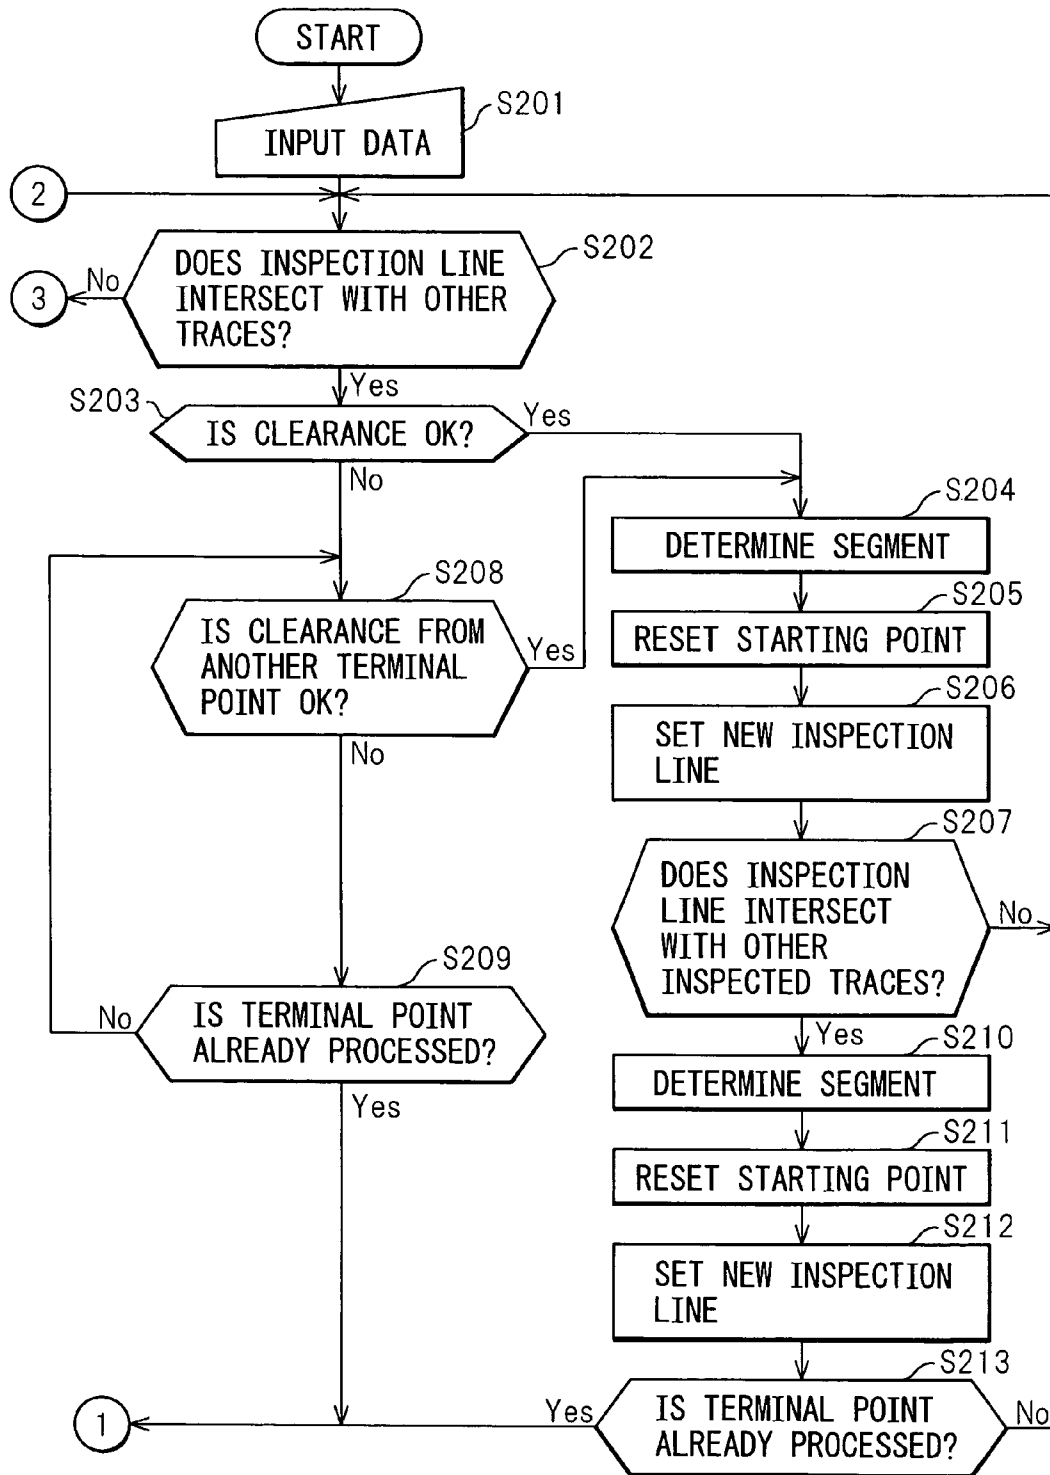 START
S201
INPUT DATA
2
S202
DOES INSPECTION LINE
INTERSECT WITH OTHER
TRACES?
No
3
Yes
S203
IS CLEARANCE OK?
Yes
No
S204
DETERMINE SEGMENT
S205
RESET STARTING POINT
S206
SET NEW INSPECTION
LINE
S207
DOES INSPECTION
LINE INTERSECT
WITH OTHER
INSPECTED TRACES?
No
Yes
S208
IS CLEARANCE FROM
ANOTHER TERMINAL
POINT OK?
Yes
No
S209
IS TERMINAL POINT
ALREADY PROCESSED?
No
Yes
S210
DETERMINE SEGMENT
S211
RESET STARTING POINT
S212
SET NEW INSPECTION
LINE
S213
IS TERMINAL POINT
ALREADY PROCESSED?
Yes
No
1